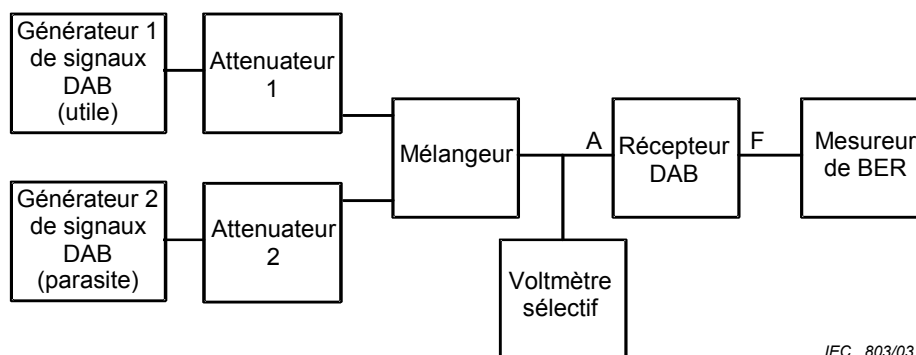 Générateur 1
de signaux
DAB
(utile)
Attenuateur
1
Générateur 2
de signaux
DAB
(parasite)
Attenuateur
2
Mélangeur
A
Récepteur
DAB
F
Mesureur
de BER
Voltmètre
sélectif
IEC 803/03